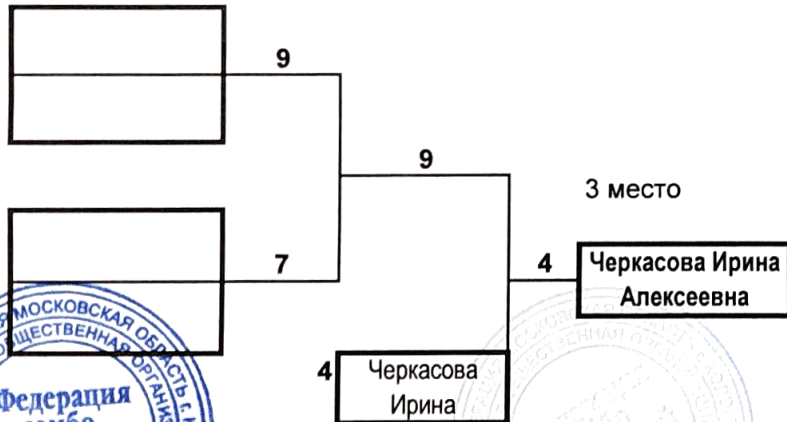 9
9
3 место
7
4
Черкасова Ирина
Алексеевна
4
Черкасова
Ирина
МОСКОВСКАЯ ОБЛАСТЬ г.
ОБЩЕСТВЕННАЯ
Федерация